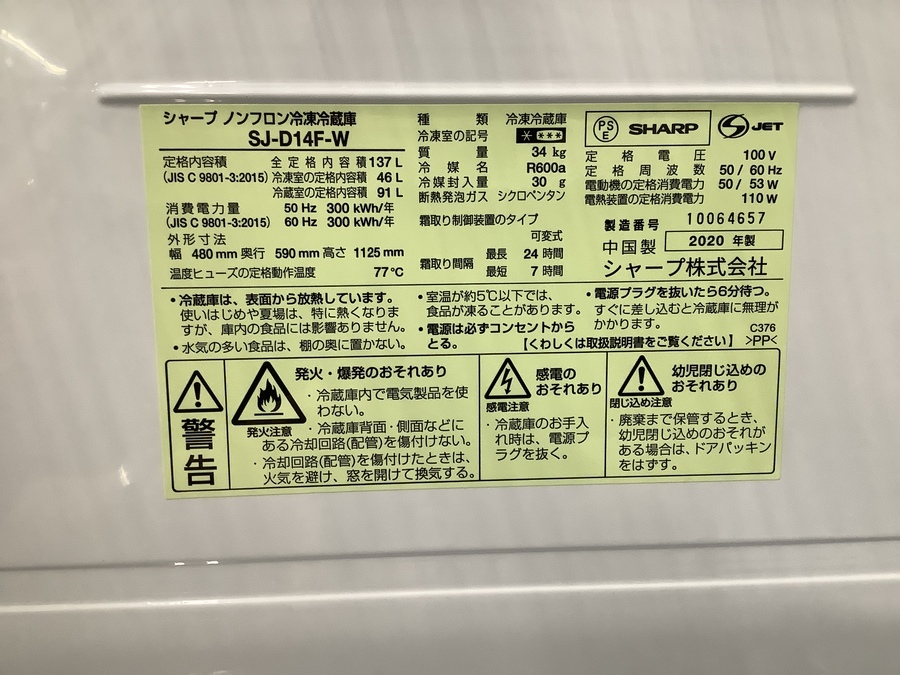 シャープ ノンフロン冷凍冷蔵庫
SJ-D14F-W
定格内容積 全定格内容積 137 L
(JIS C 9801-3:2015) 冷凍室の定格内容積 46 L
冷蔵室の定格内容積 91 L
消費電力量 50 Hz 300 kWh/年
(JIS C 9801-3:2015) 60 Hz 300 kWh/年
外形寸法
幅 480 mm 奥行 590 mm 高さ 1125 mm
温度ヒューズの定格動作温度 77℃
種類 冷凍冷蔵庫
冷凍室の記号 * ***
質量 34 kg
冷媒名 R600a
冷媒封入量 30 g
断熱発泡ガス シクロペンタン
霜取り制御装置のタイプ
可変式
霜取り間隔 最長 24 時間
最短 7 時間
PS E SHARP S JET
定格電圧 100 V
定格周波数 50 / 60 Hz
電動機の定格消費電力 50 / 53 W
電熱装置の定格消費電力 110 W
製造番号 10064657
中国製 2020 年製
シャープ株式会社
・冷蔵庫は、表面から放熱しています。
使いはじめや夏場は、特に熱くなりま
すが、庫内の食品には影響ありません。
・水気の多い食品は、棚の奥に置かない。
・室温が約5℃以下では、
食品が凍ることがあります。
・電源は必ずコンセントから
とる。
・電源プラグを抜いたら6分待つ。
すぐに差し込むと冷蔵庫に無理が
かかります。
C376
【くわしくは取扱説明書をご覧ください】 >PP<
警告
発火注意
発火・爆発のおそれあり
・冷蔵庫内で電気製品を使
わない。
・冷蔵庫背面・側面などに
ある冷却回路(配管)を傷付けない。
・冷却回路(配管)を傷付けたときは、
火気を避け、窓を開けて換気する。
感電注意
感電の
おそれあり
・冷蔵庫のお手入
れ時は、電源プ
ラグを抜く。
閉じ込め注意
幼児閉じ込めの
おそれあり
・廃棄まで保管するとき、
幼児閉じ込めのおそれが
ある場合は、ドアパッキン
をはずす。